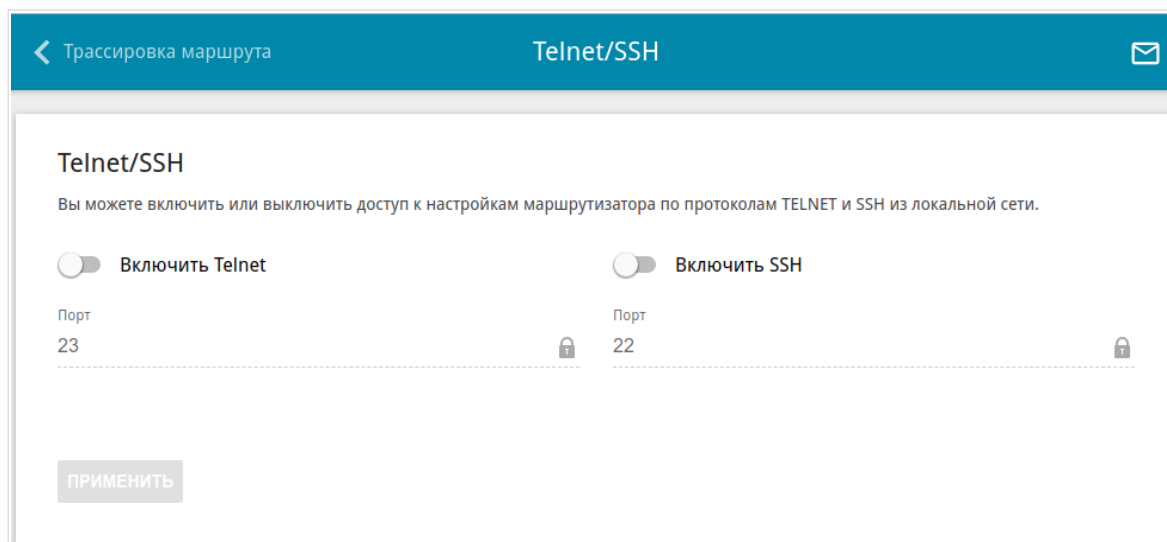 Трассировка маршрута
Telnet/SSH
Telnet/SSH
Вы можете включить или выключить доступ к настройкам маршрутизатора по протоколам TELNET и SSH из локальной сети.
Включить Telnet
Включить SSH
Порт
Порт
23
22
ПРИМЕНИТЬ